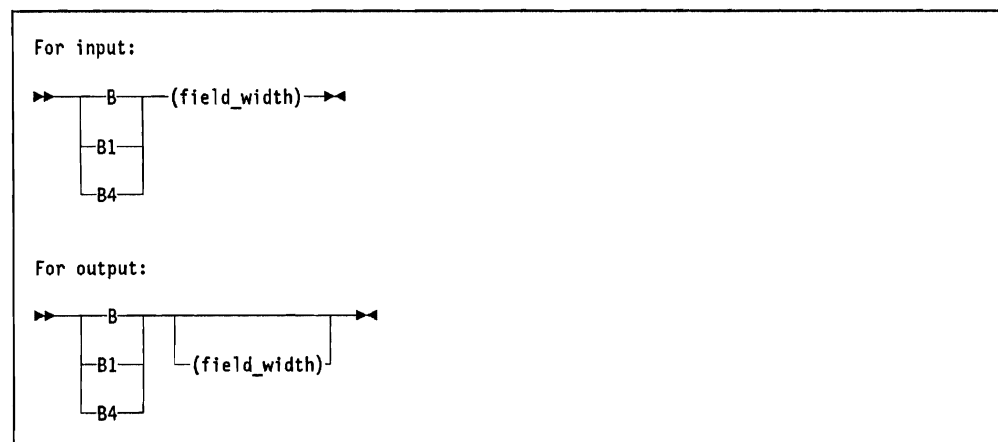 For input:
B (field_width)
B1
B4
For output:
B
B1 (field_width)
B4